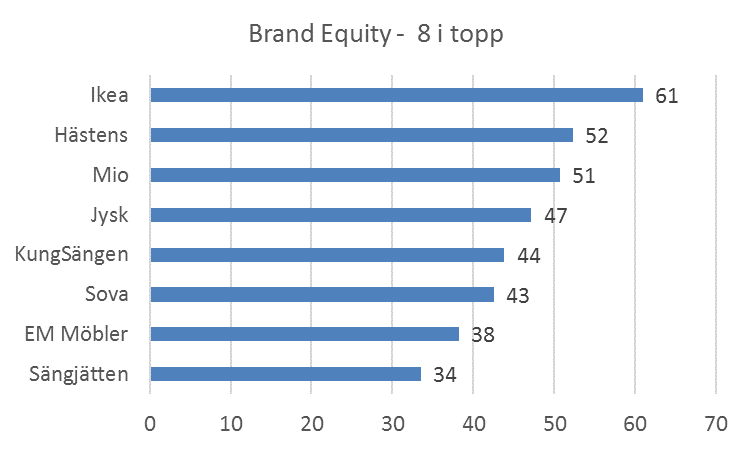 Brand Equity -  8 i topp
Ikea 61
Hästens 52
Mio 51
Jysk 47
KungSängen 44
Sova 43
EM Möbler 38
Sängjätten 34
0 10 20 30 40 50 60 70